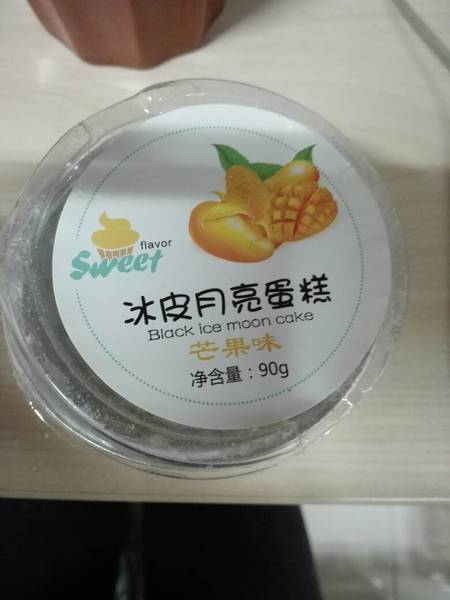 flavor
Sweet
冰皮月亮蛋糕
Black ice moon cake
芒果味
净含量：90g